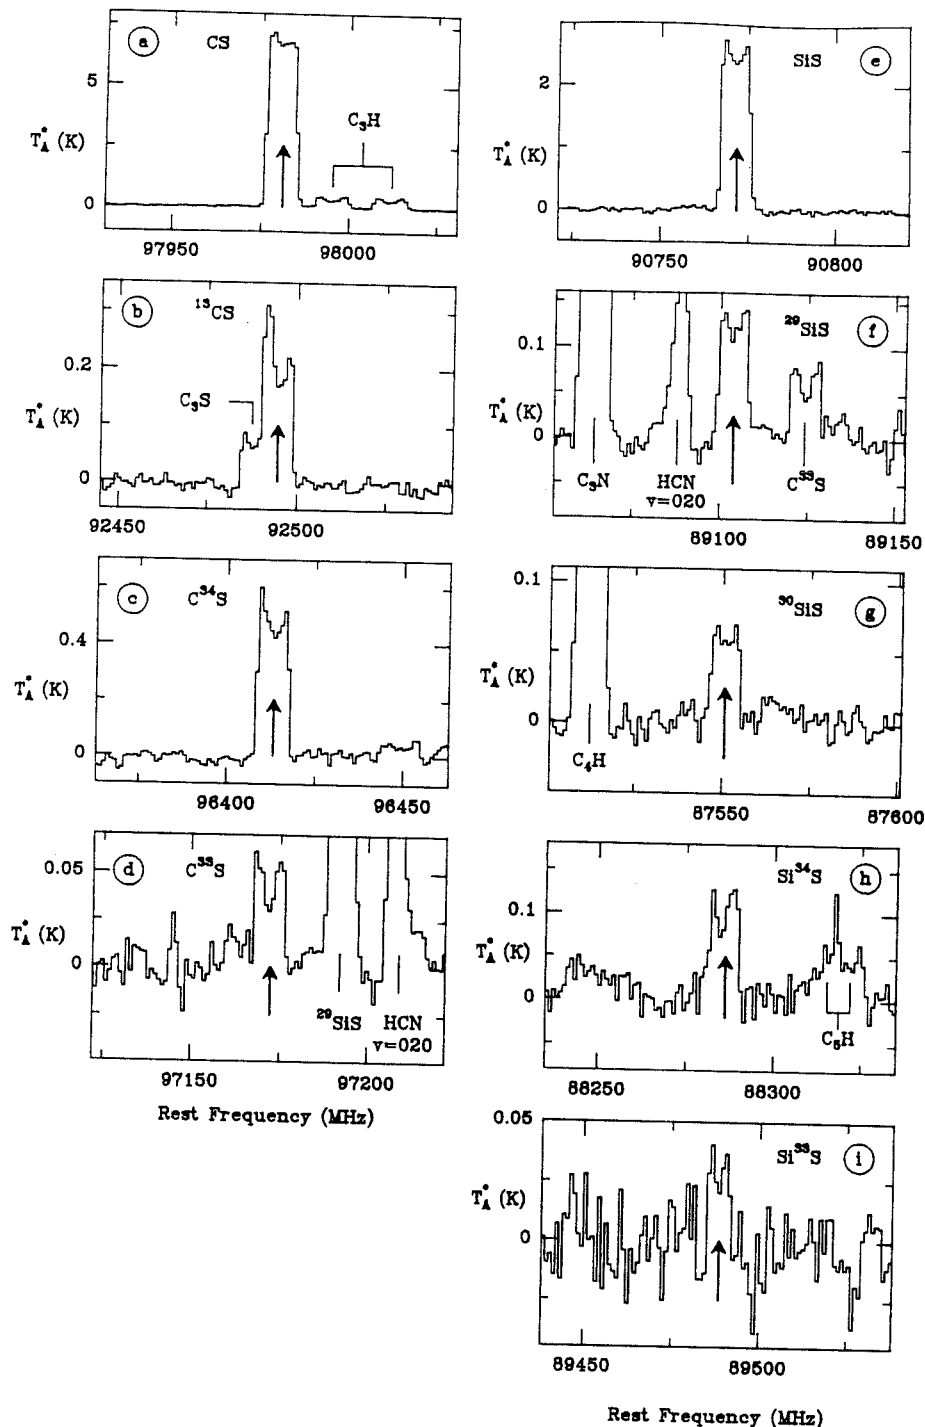 a CS
5
C₃H
T*A (K)
0
97950 98000
b ¹³CS
0.2
C₃S
T*A (K)
0
92450 92500
c C³⁴S
0.4
T*A (K)
0
96400 96450
d C³³S
0.05
T*A (K)
0
²⁹SiS HCN
v=020
97150 97200
Rest Frequency (MHz)
SiS e
2
T*A (K)
0
90750 90800
²⁹SiS f
0.1
T*A (K)
0
C₃N HCN C³³S
v=020
89100 89150
³⁰SiS g
0.1
T*A (K)
0
C₄H
87550 87600
Si³⁴S h
0.1
T*A (K)
0
C₅H
88250 88300
0.05
Si³³S i
T*A (K)
0
89450 89500
Rest Frequency (MHz)